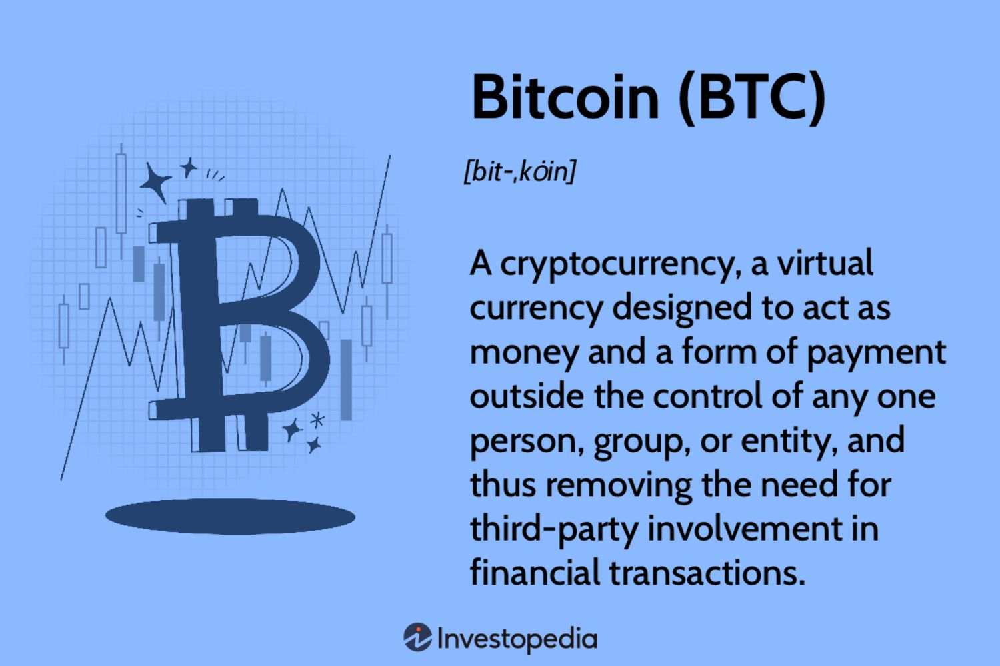 Bitcoin (BTC)
[bit-ˌkȯin]
A cryptocurrency, a virtual
currency designed to act as
money and a form of payment
outside the control of any one
person, group, or entity, and
thus removing the need for
third-party involvement in
financial transactions.
Investopedia